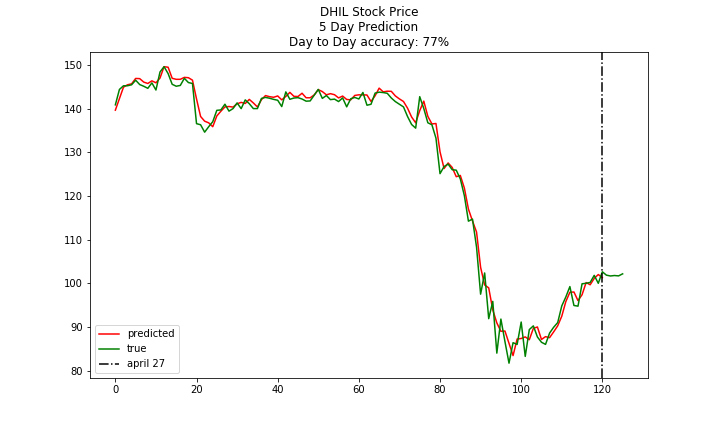 DHIL Stock Price
5 Day Prediction
Day to Day accuracy: 77%
150
140
130
120
110
100
90
80
predicted
true
april 27
0
20
40
60
80
100
120